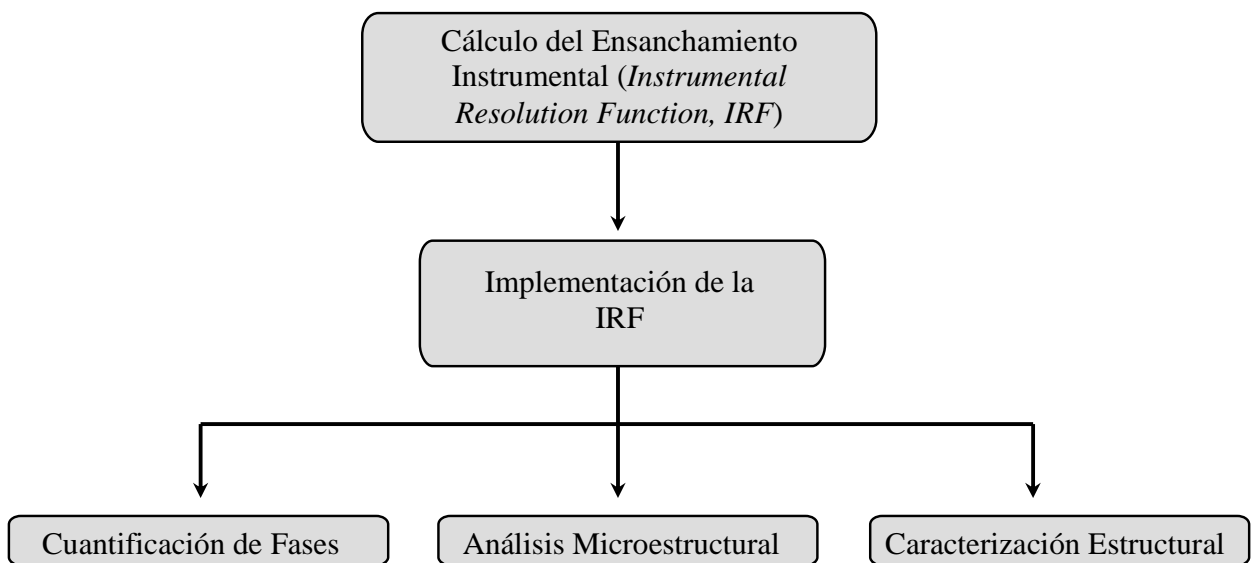 Cálculo del Ensanchamiento
Instrumental (Instrumental
Resolution Function, IRF)
Implementación de la
IRF
Cuantificación de Fases
Análisis Microestructural
Caracterización Estructural